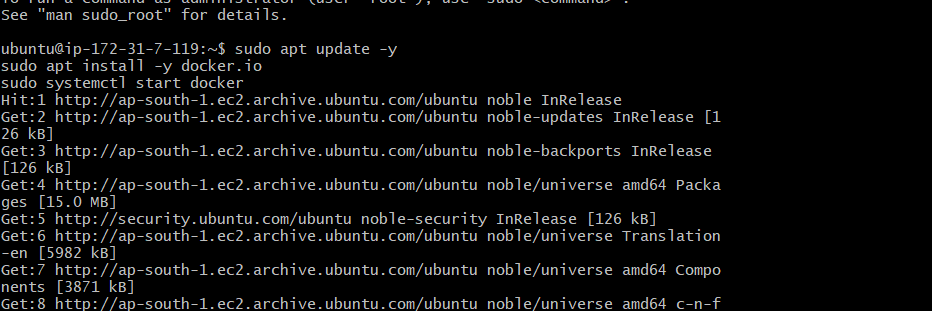 See "man sudo_root" for details.
ubuntu@ip-172-31-7-119:~$ sudo apt update -y
sudo apt install -y docker.io
sudo systemctl start docker
Hit:1 http://ap-south-1.ec2.archive.ubuntu.com/ubuntu noble InRelease
Get:2 http://ap-south-1.ec2.archive.ubuntu.com/ubuntu noble-updates InRelease [1
26 kB]
Get:3 http://ap-south-1.ec2.archive.ubuntu.com/ubuntu noble-backports InRelease
[126 kB]
Get:4 http://ap-south-1.ec2.archive.ubuntu.com/ubuntu noble/universe amd64 Packa
ges [15.0 MB]
Get:5 http://security.ubuntu.com/ubuntu noble-security InRelease [126 kB]
Get:6 http://ap-south-1.ec2.archive.ubuntu.com/ubuntu noble/universe Translation
-en [5982 kB]
Get:7 http://ap-south-1.ec2.archive.ubuntu.com/ubuntu noble/universe amd64 Compo
nents [3871 kB]
Get:8 http://ap-south-1.ec2.archive.ubuntu.com/ubuntu noble/universe amd64 c-n-f